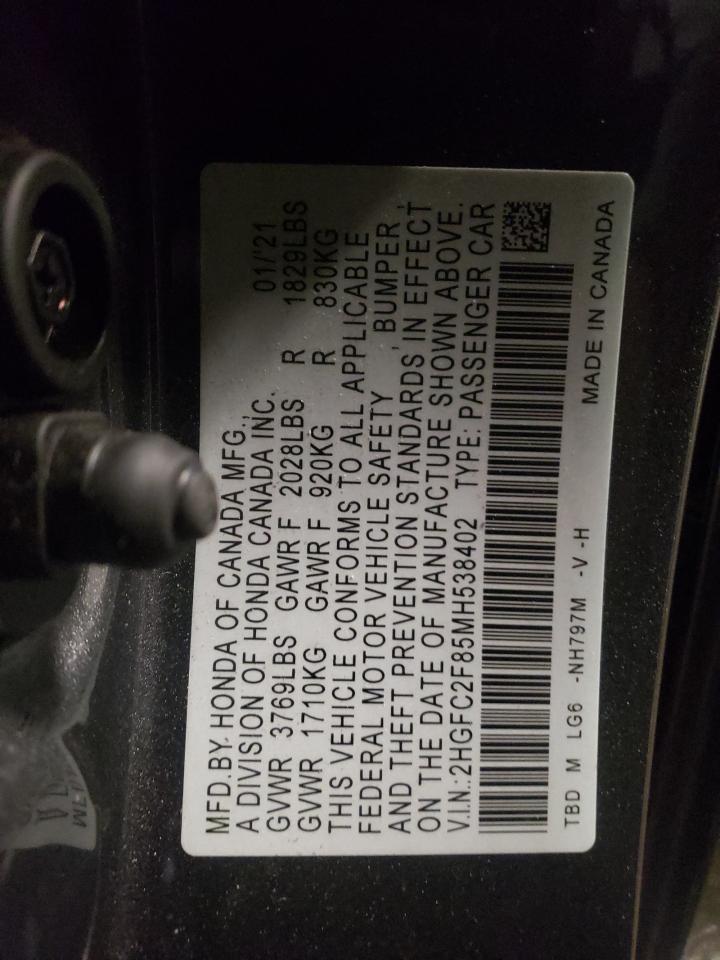 MFD.BY HONDA OF CANADA MFG.,
A DIVISION OF HONDA CANADA INC. 01/'21
GVWR 3769LBS GAWR F 2028LBS R 1829LBS
GVWR 1710KG GAWR F 920KG R 830KG
THIS VEHICLE CONFORMS TO ALL APPLICABLE
FEDERAL MOTOR VEHICLE SAFETY, BUMPER,
AND THEFT PREVENTION STANDARDS IN EFFECT
ON THE DATE OF MANUFACTURE SHOWN ABOVE.
V.I.N.:2HGFC2F85MH538402 TYPE: PASSENGER CAR
TBD M LG6 -NH797M -V -H MADE IN CANADA